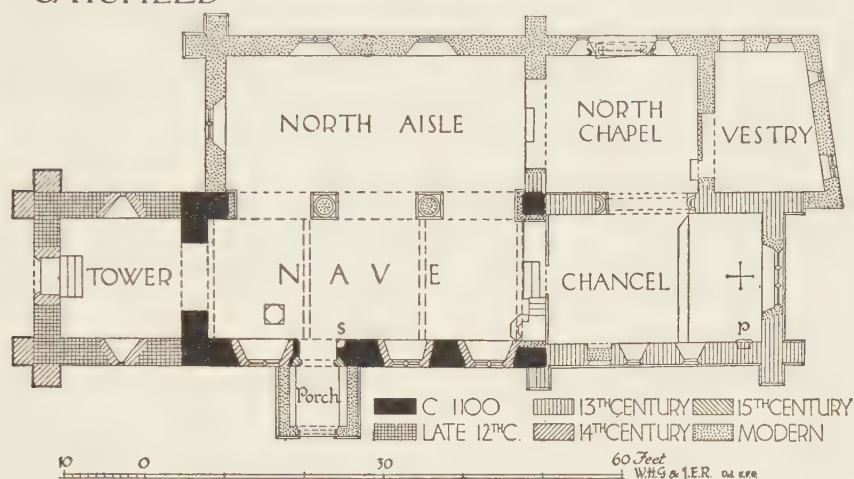 NORTH AISLE
NORTH CHAPEL
VESTRY
TOWER
NAVE
CHANCEL
s
p
Porch
C 1100
13TH CENTURY
15TH CENTURY
LATE 12TH C.
14TH CENTURY
MODERN
10 0 30 60 Feet
W.H.G & J.E.R.